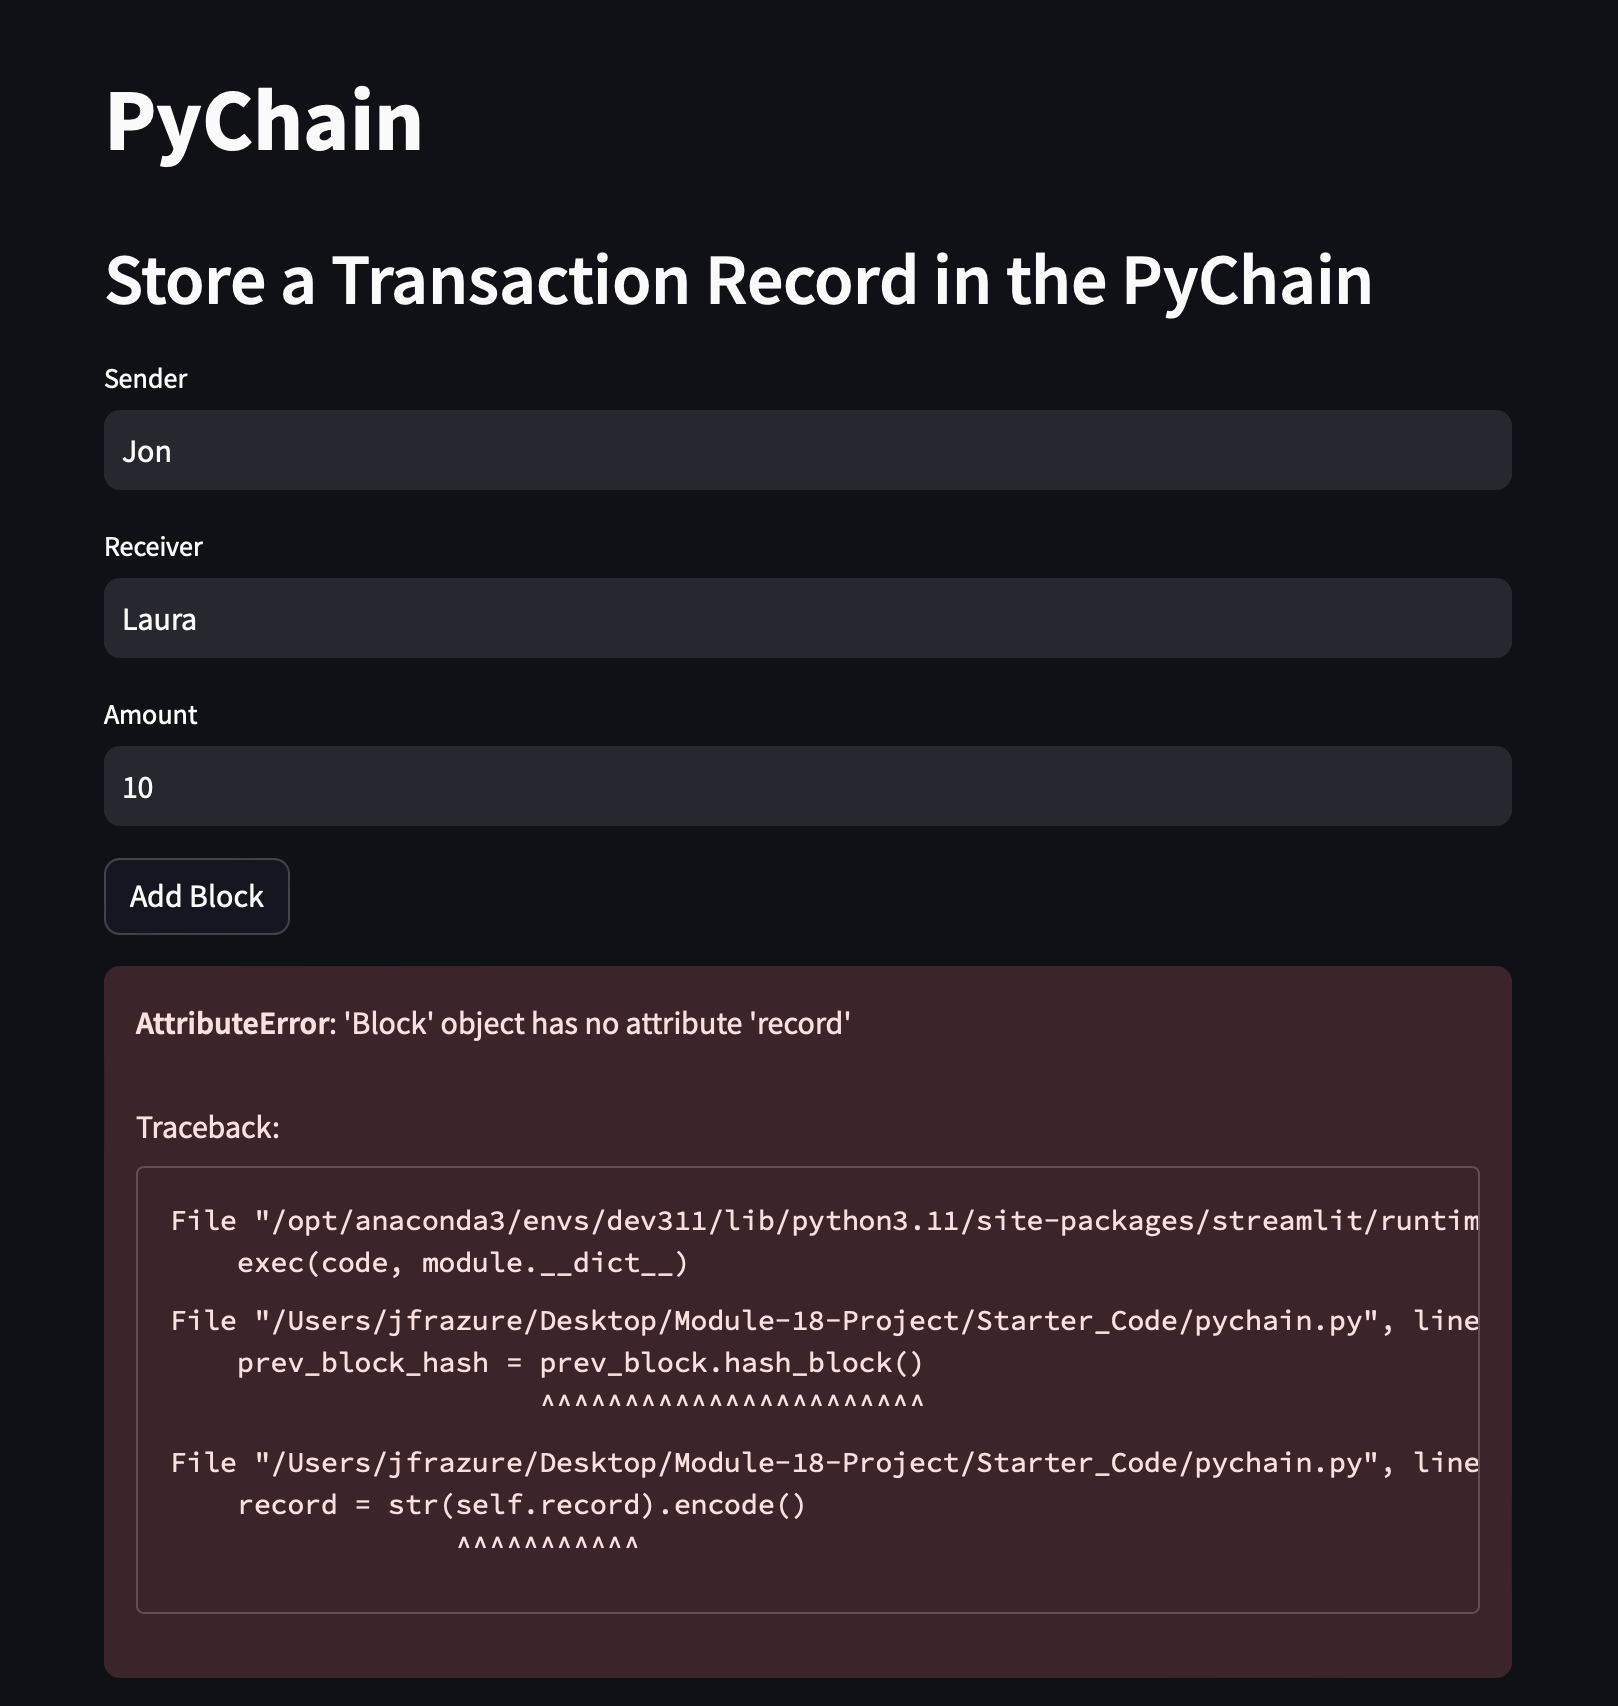 PyChain
Store a Transaction Record in the PyChain
Sender
Jon
Receiver
Laura
Amount
10
Add Block
AttributeError: 'Block' object has no attribute 'record'
Traceback:
File "/opt/anaconda3/envs/dev311/lib/python3.11/site-packages/streamlit/runtim
exec(code, module.__dict__)
File "/Users/jfrazure/Desktop/Module-18-Project/Starter_Code/pychain.py", line
prev_block_hash = prev_block.hash_block()
^^^^^^^^^^^^^^^^^^^^^^^
File "/Users/jfrazure/Desktop/Module-18-Project/Starter_Code/pychain.py", line
record = str(self.record).encode()
^^^^^^^^^^^